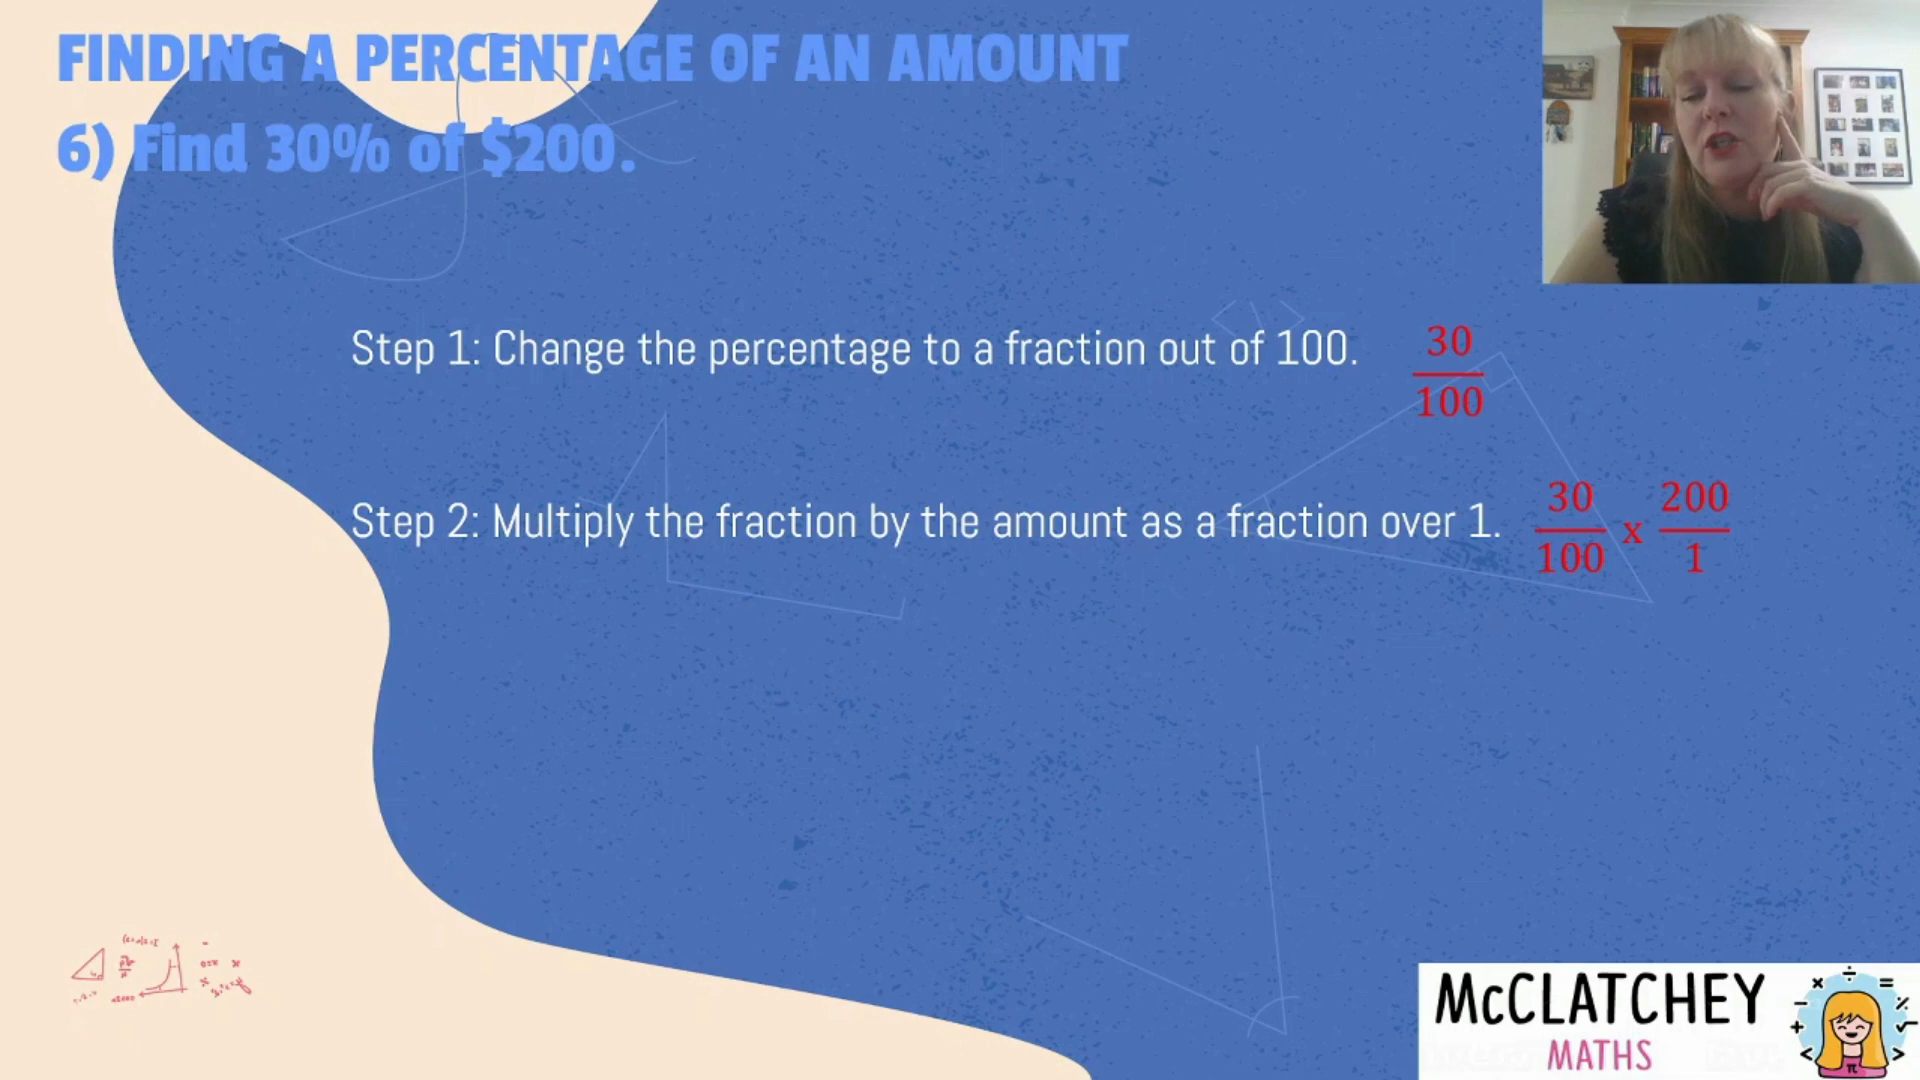 FINDING A PERCENTAGE OF AN AMOUNT
6) Find 30% of $200.
Step 1: Change the percentage to a fraction out of 100.
30
100
Step 2: Multiply the fraction by the amount as a fraction over 1.
30 x 200
100 1
McCLATCHEY
MATHS